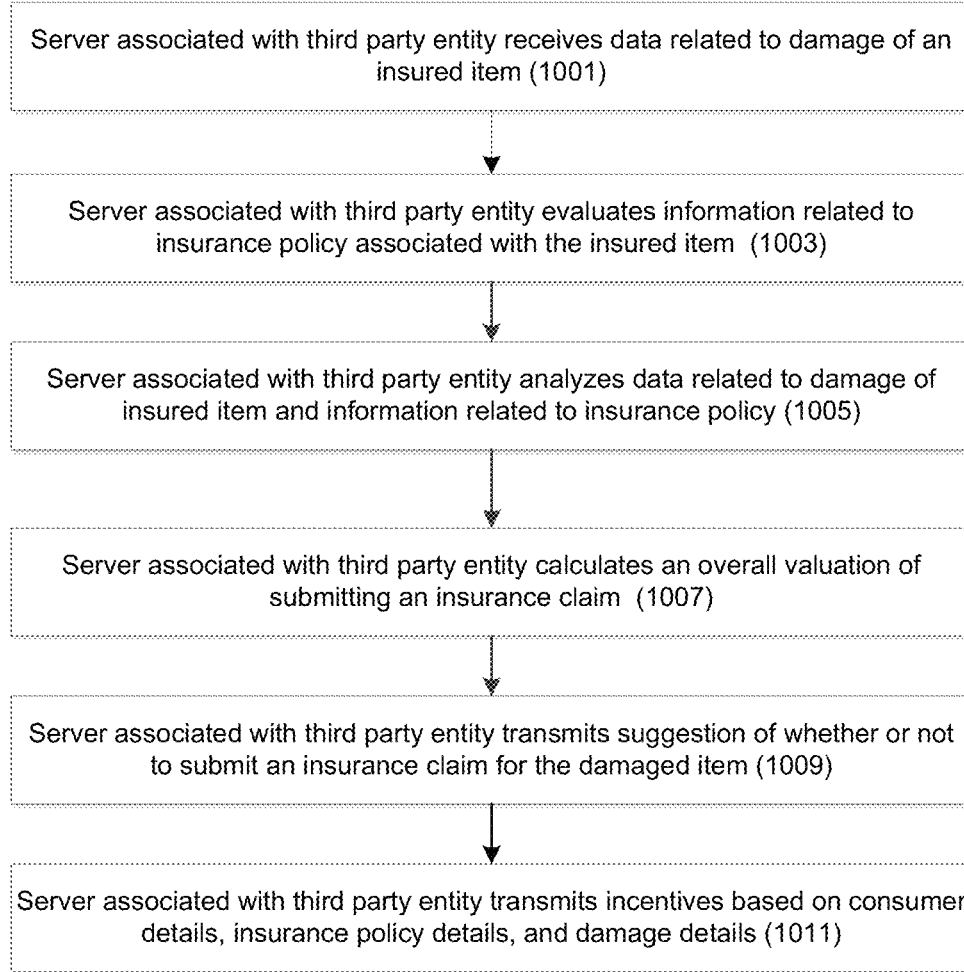 Server associated with third party entity receives data related to damage of an
insured item (1001)
Server associated with third party entity evaluates information related to
insurance policy associated with the insured item (1003)
Server associated with third party entity analyzes data related to damage of
insured item and information related to insurance policy (1005)
Server associated with third party entity calculates an overall valuation of
submitting an insurance claim (1007)
Server associated with third party entity transmits suggestion of whether or not
to submit an insurance claim for the damaged item (1009)
Server associated with third party entity transmits incentives based on consumer
details, insurance policy details, and damage details (1011)